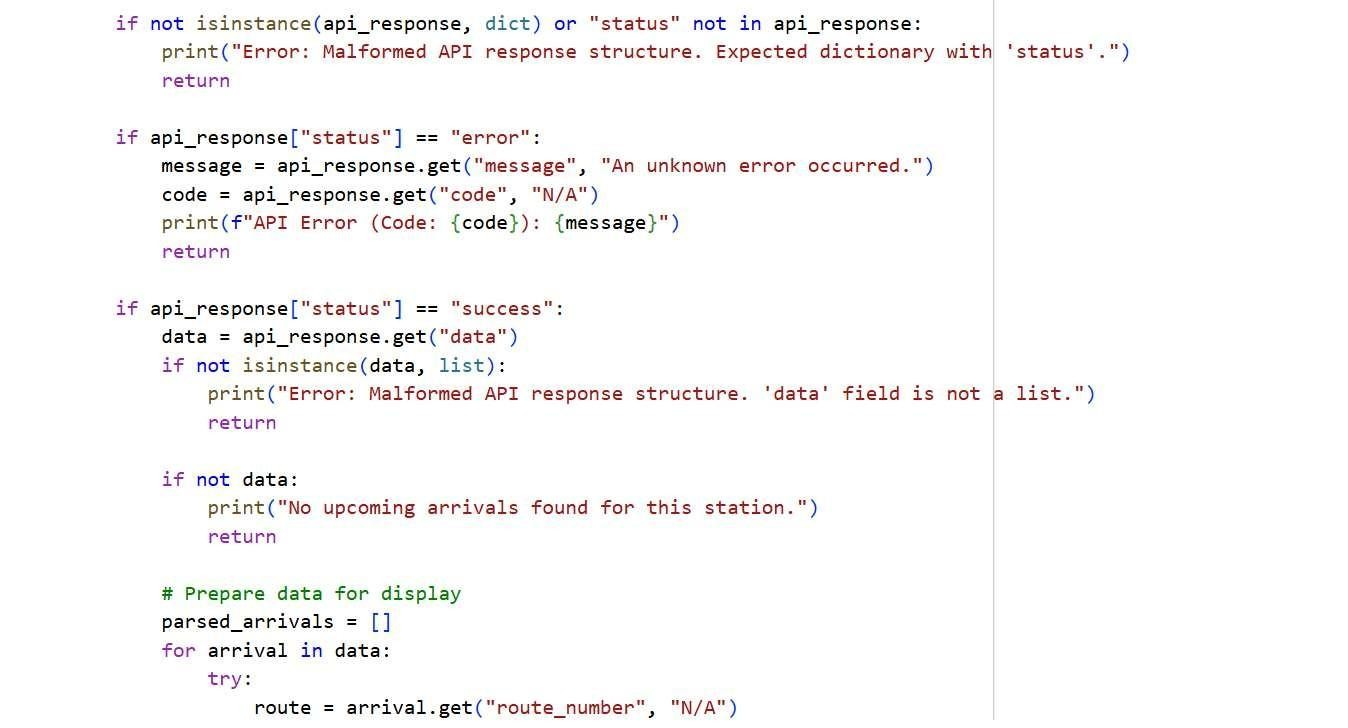 if not isinstance(api_response, dict) or "status" not in api_response:
print("Error: Malformed API response structure. Expected dictionary with 'status'.")
return
if api_response["status"] == "error":
message = api_response.get("message", "An unknown error occurred.")
code = api_response.get("code", "N/A")
print(f"API Error (Code: {code}): {message}")
return
if api_response["status"] == "success":
data = api_response.get("data")
if not isinstance(data, list):
print("Error: Malformed API response structure. 'data' field is not a list.")
return
if not data:
print("No upcoming arrivals found for this station.")
return
# Prepare data for display
parsed_arrivals = []
for arrival in data:
try:
route = arrival.get("route_number", "N/A")